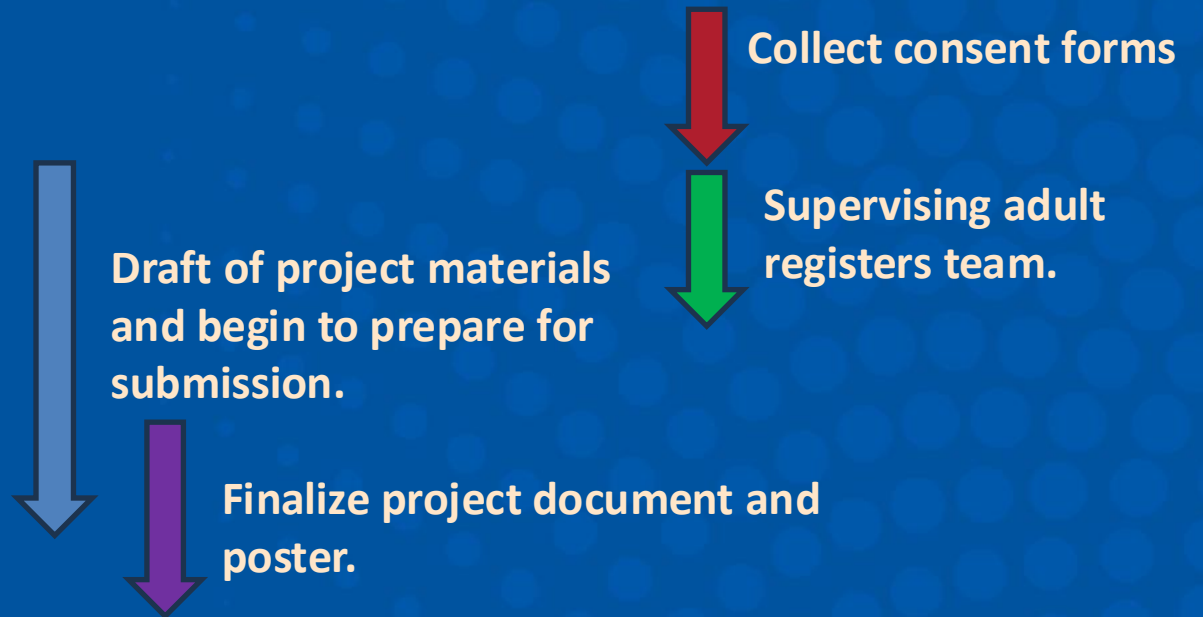 Collect consent forms
Supervising adult
registers team.
Draft of project materials
and begin to prepare for
submission.
Finalize project document and
poster.